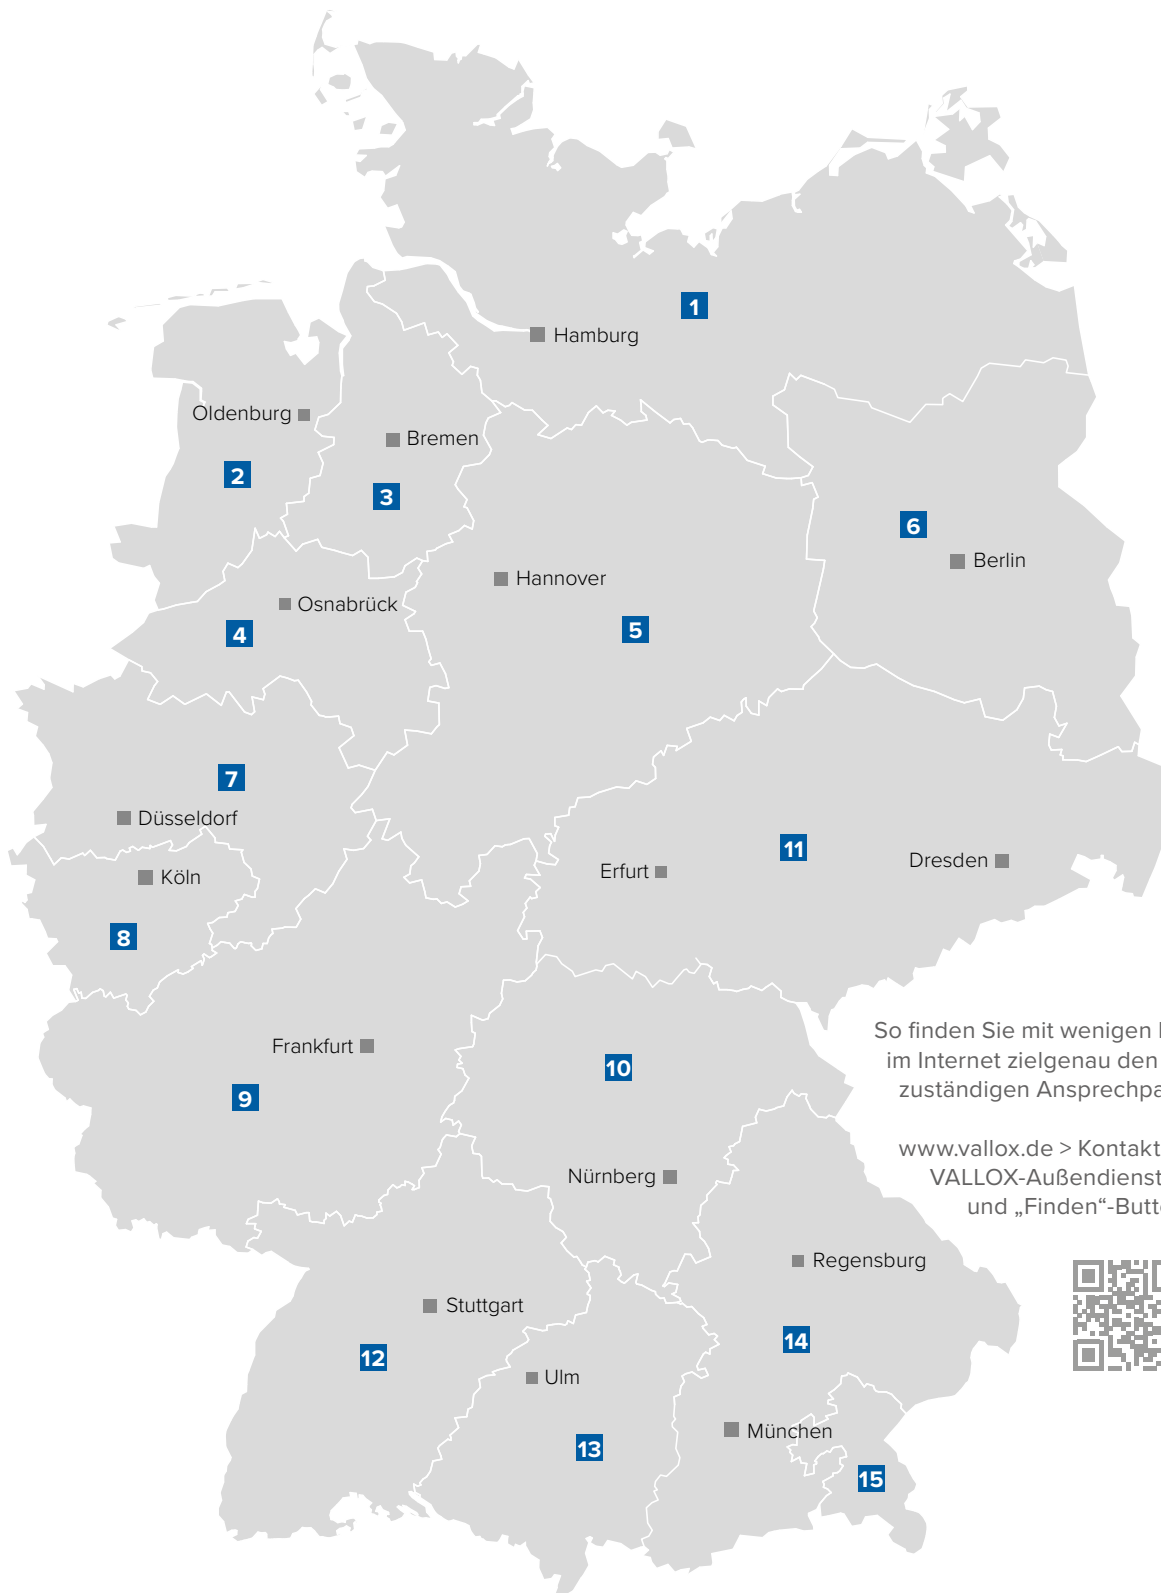 1
Hamburg
Oldenburg
Bremen
2
3
6
Berlin
Hannover
Osnabrück
4
5
7
Düsseldorf
11
Dresden
Erfurt
Köln
8
So finden Sie mit wenigen
im Internet zielgenau den
zuständigen
Frankfurt
10
9
www.vallox.de > Kontakt
VALLOX-Außendienst
und „Finden“-
Nürnberg
Regensburg
Stuttgart
14
12
Ulm
München
13
15